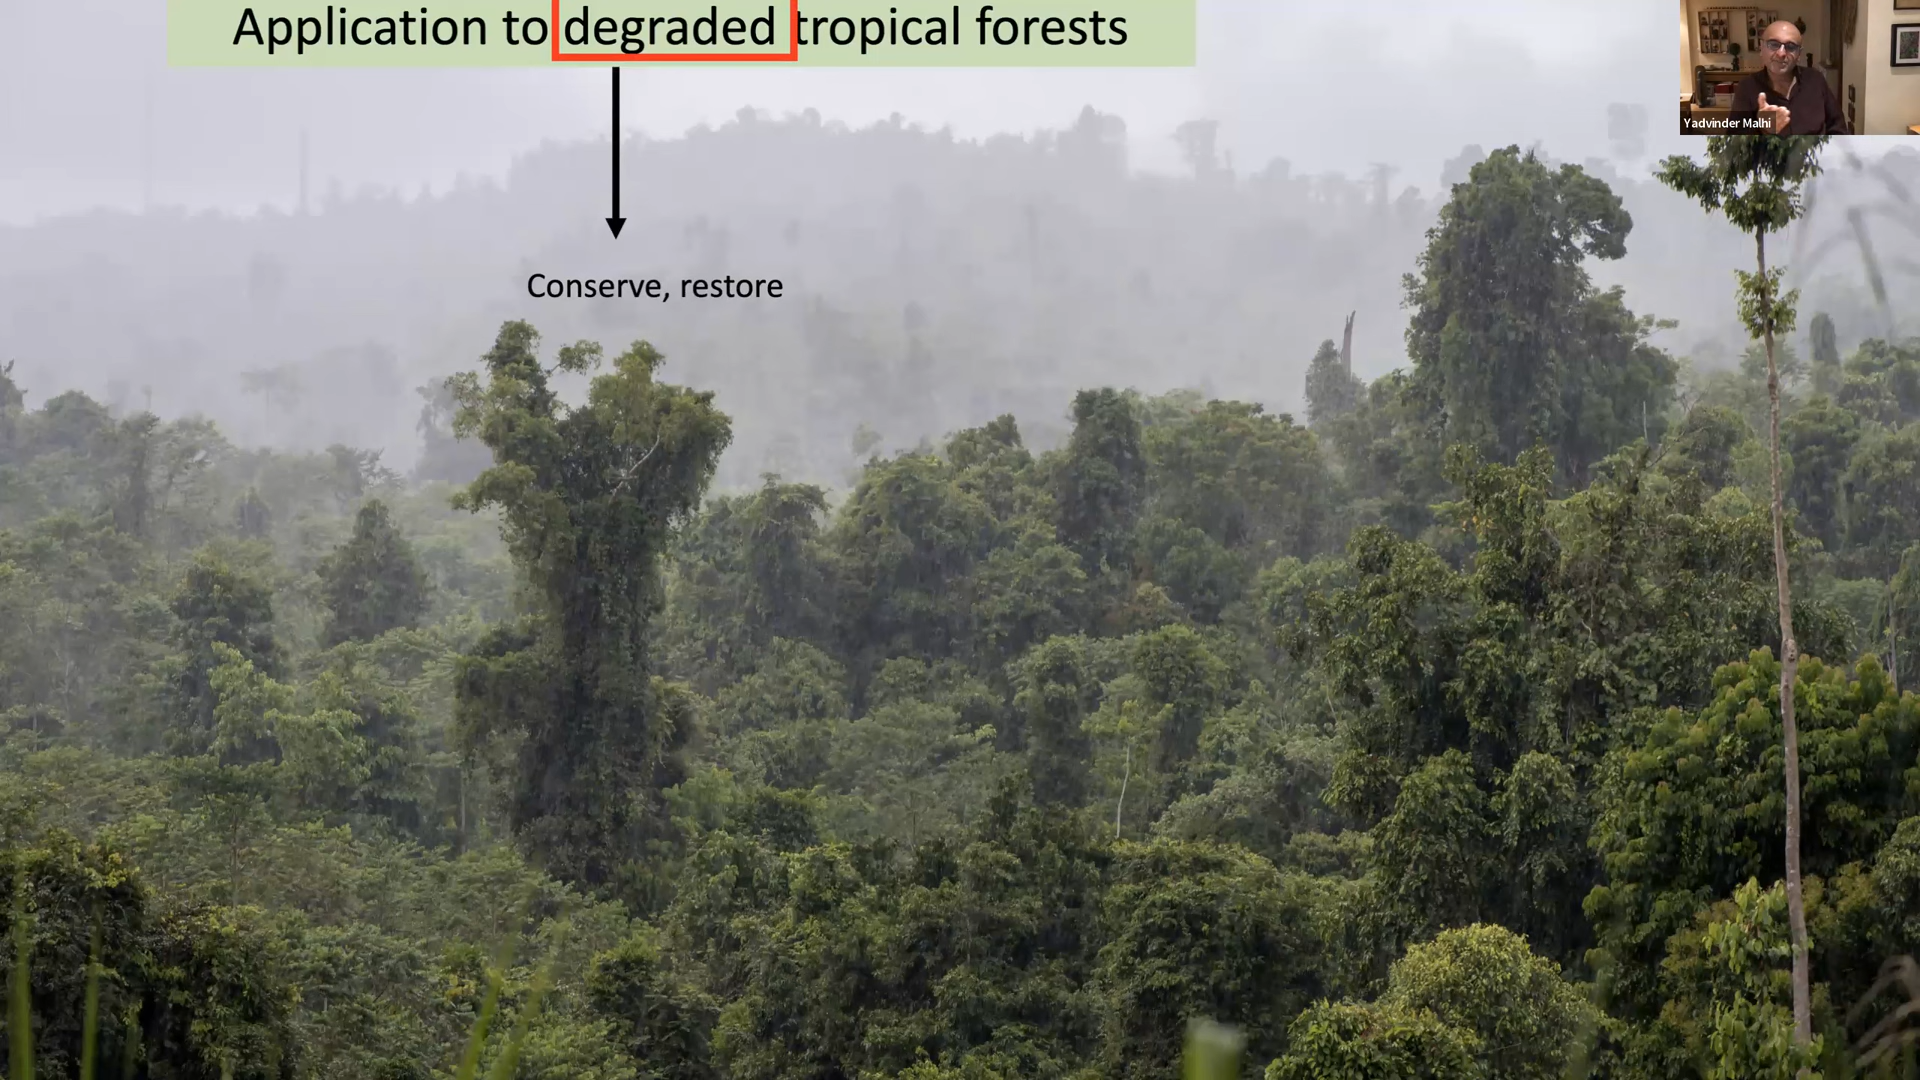 Application to degraded tropical forests
Yadvinder Malhi
Conserve, restore